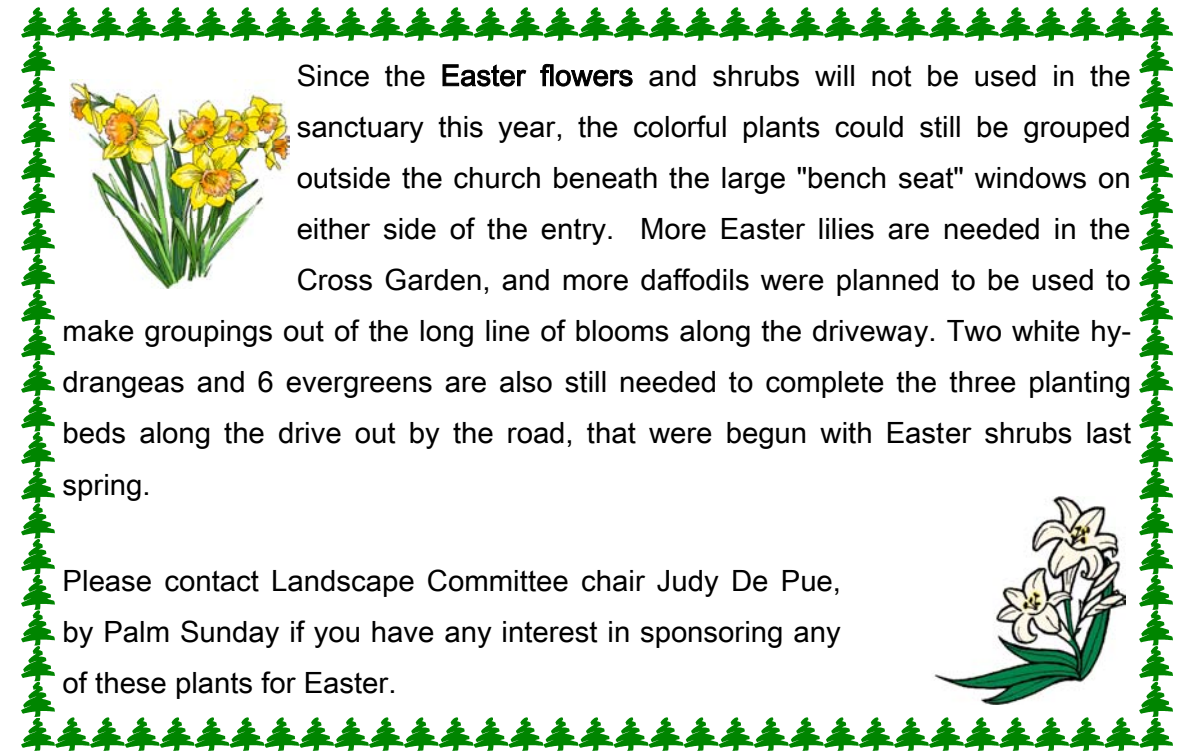 Since the Easter flowers and shrubs will not be used in the
sanctuary this year, the colorful plants could still be grouped
outside the church beneath the large "bench seat" windows on
either side of the entry.  More Easter lilies are needed in the
Cross Garden, and more daffodils were planned to be used to
make groupings out of the long line of blooms along the driveway. Two white hy-
drangeas and 6 evergreens are also still needed to complete the three planting
beds along the drive out by the road, that were begun with Easter shrubs last
spring.
Please contact Landscape Committee chair Judy De Pue,
by Palm Sunday if you have any interest in sponsoring any
of these plants for Easter.